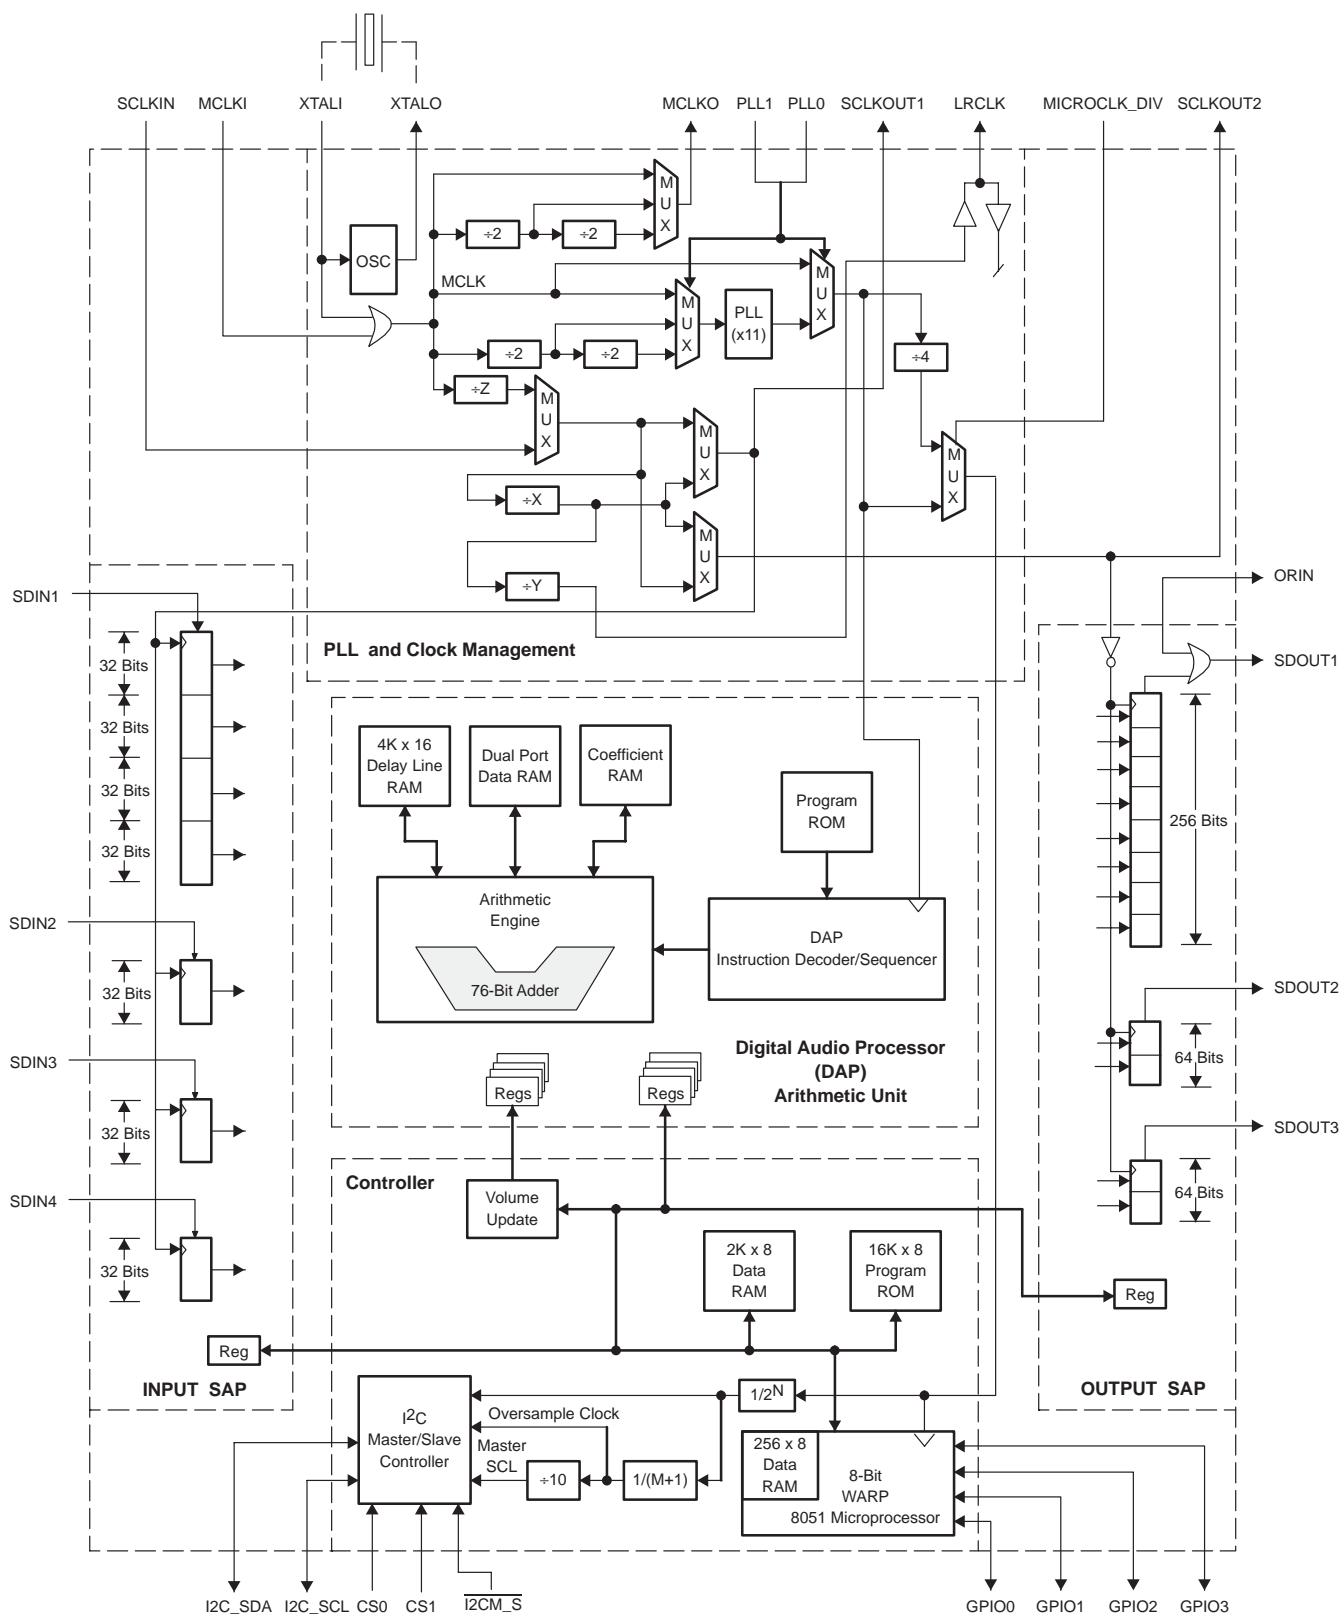 SCLKIN MCLKI XTALI XTALO MCLKO PLL1 PLL0 SCLKOUT1 LRCLK MICROCLK_DIV SCLKOUT2
M
U
X
÷2 ÷2
OSC
MCLK
M
U
X
M
U
X
PLL
(x11)
÷2 ÷2
÷4
÷Z
M
U
X
M
U
X
M
U
X
÷X
M
U
X
÷Y
PLL and Clock Management
ORIN
SDOUT1
256 Bits
SDOUT2
64 Bits
SDOUT3
64 Bits
Reg
OUTPUT SAP
SDIN1
32 Bits
32 Bits
32 Bits
32 Bits
SDIN2
32 Bits
SDIN3
32 Bits
SDIN4
32 Bits
Reg
INPUT SAP
4K x 16
Delay Line
RAM
Dual Port
Data RAM
Coefficient
RAM
Program
ROM
Arithmetic
Engine
76-Bit Adder
DAP
Instruction Decoder/Sequencer
Digital Audio Processor
(DAP)
Arithmetic Unit
Regs
Regs
Controller
Volume
Update
2K x 8
Data
RAM
16K x 8
Program
ROM
1/2N
I2C
Master/Slave
Controller
Oversample Clock
Master
SCL
÷10
1/(M+1)
256 x 8
Data
RAM
8-Bit
WARP
8051 Microprocessor
I2C_SDA I2C_SCL CS0 CS1 I2CM_S GPIO0 GPIO1 GPIO2 GPIO3